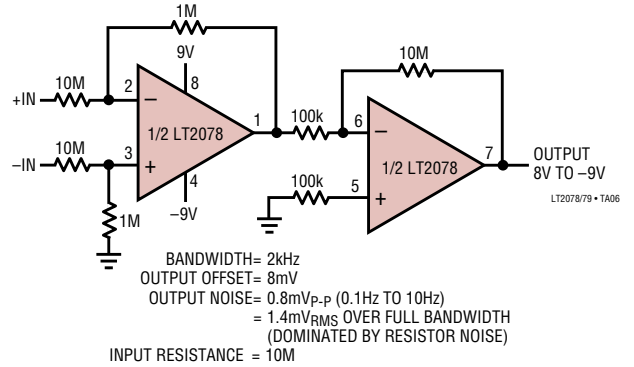 1M
9V
10M
10M
+IN
2
8
1
–
1/2 LT2078
100k
6
–
10M
–IN
3
+
4
–9V
1M
100k
5
+
1/2 LT2078
7
OUTPUT
8V TO –9V
LT2078/79 • TA06
BANDWIDTH= 2kHz
OUTPUT OFFSET= 8mV
OUTPUT NOISE= 0.8mVP-P (0.1Hz TO 10Hz)
= 1.4mVRMS OVER FULL BANDWIDTH
(DOMINATED BY RESISTOR NOISE)
INPUT RESISTANCE = 10M